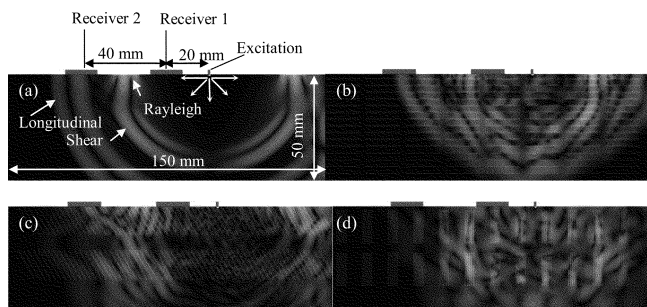 Receiver 2 Receiver 1
40 mm 20 mm Excitation
(a) (b)
Rayleigh
Longitudinal
Shear
50 mm
150 mm
(c) (d)